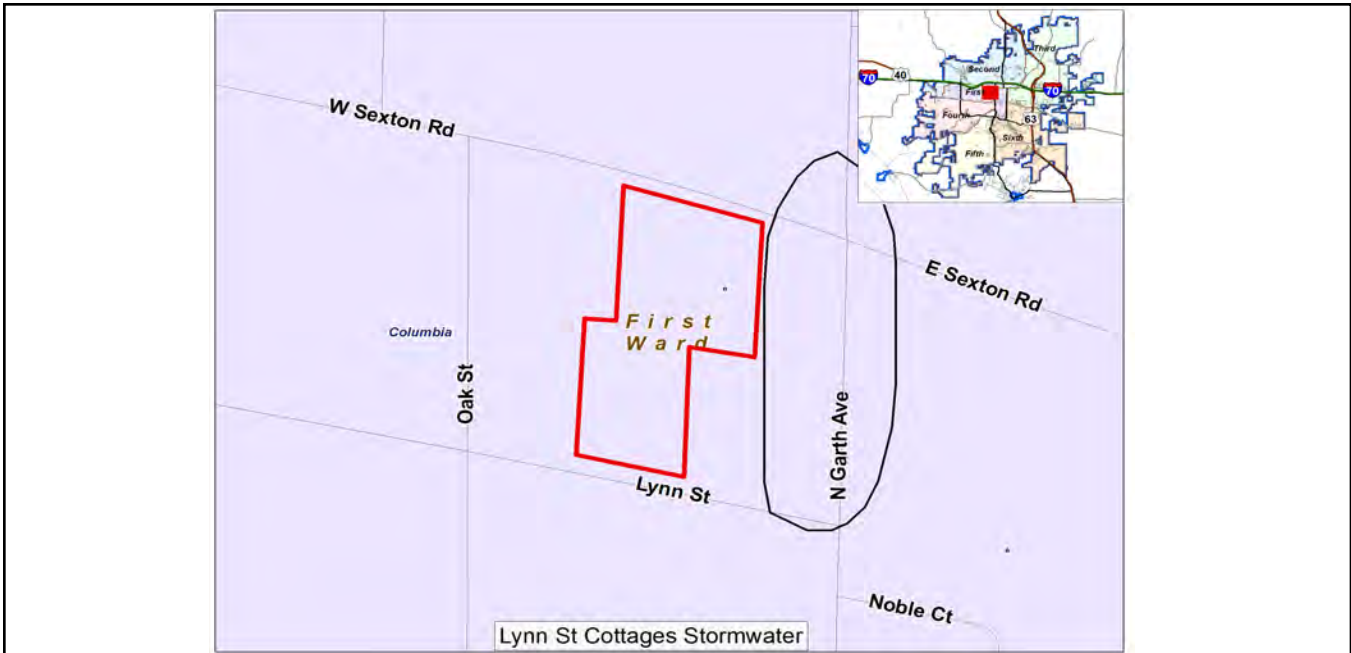 W Sexton Rd
E Sexton Rd
First
Ward
Columbia
Oak St
N Garth Ave
Lynn St
Noble Ct
Lynn St Cottages Stormwater
Third
Second
40
70
70
First
Fourth
63
Sixth
Fifth